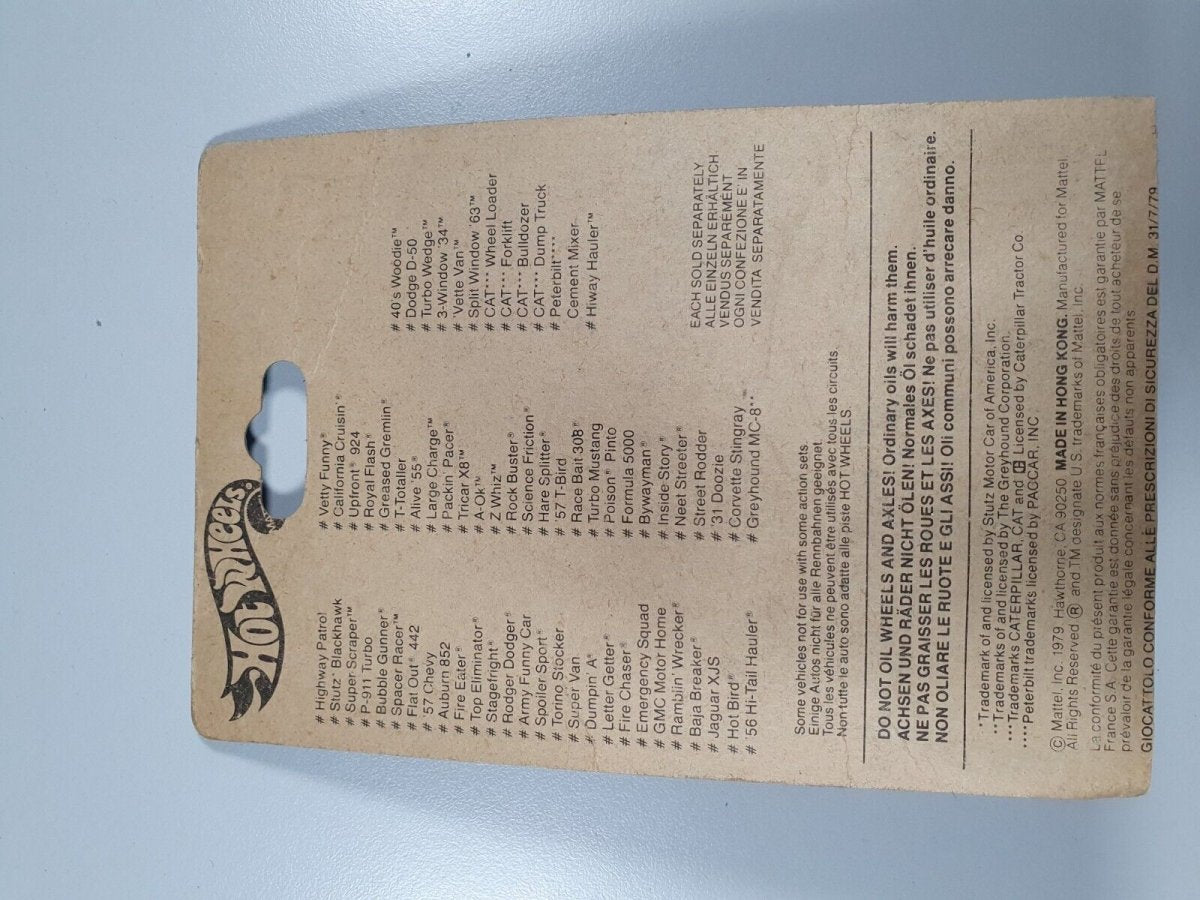 Hot Wheels®
# Highway Patrol
# Stutz* Blackhawk
# Super Scraper™
# P-911 Turbo
# Bubble Gunner®
# Spacer Racer™
# Flat Out® 442
# '57 Chevy
# Auburn 852
# Fire Eater®
# Top Eliminator®
# Stagefright®
# Rodger Dodger®
# Army Funny Car
# Spoiler Sport®
# Torino Stocker
# Super Van
# Dumpin' A®
# Letter Getter®
# Fire Chaser®
# Emergency Squad
# GMC Motor Home
# Ramblin' Wrecker®
# Baja Breaker®
# Jaguar XJS
# Hot Bird®
# '56 Hi-Tail Hauler®
# Vetty Funny®
# California Cruisin'®
# Upfront® 924
# Royal Flash®
# Greased Gremlin®
# T-Totaller
# Alive '55®
# Large Charge™
# Packin' Pacer®
# Tricar X8™
# A-Ok™
# Z Whiz™
# Rock Buster®
# Science Friction®
# Hare Splitter®
# '57 T-Bird
# Race Bait 308®
# Turbo Mustang
# Poison® Pinto
# Formula 5000
# Bywayman®
# Inside Story®
# Neet Streeter®
# Street Rodder
# '31 Doozie
# Corvette Stingray
# Greyhound MC-8**
# 40's Woodie™
# Dodge D-50
# Turbo Wedge™
# 3-Window '34™
# Vette Van™
# Split Window '63™
# CAT*** Wheel Loader
# CAT*** Forklift
# CAT*** Bulldozer
# CAT*** Dump Truck
# Peterbilt****
Cement Mixer
# Hiway Hauler™
EACH SOLD SEPARATELY
ALLE EINZELN ERHÄLTICH
VENDUS SEPAREMENT
OGNI CONFEZIONE E' IN
VENDITA SEPARATAMENTE
Some vehicles not for use with some action sets.
Einige Autos nicht für alle Rennbahnen geeignet.
Tous les véhicules ne peuvent être utilisés avec tous les circuits.
Non tutte le auto sono adatte alle piste HOT WHEELS.
DO NOT OIL WHEELS AND AXLES! Ordinary oils will harm them.
ACHSEN UND RÄDER NICHT ÖLEN! Normales Öl schadet ihnen.
NE PAS GRAISSER LES ROUES ET LES AXES! Ne pas utiliser d'huile ordinaire.
NON OLIARE LE RUOTE E GLI ASSI! Oli communi possono arrecare danno.
*Trademark of and licensed by Stutz Motor Car of America, Inc.
**Trademarks of and licensed by The Greyhound Corporation.
***Trademarks CATERPILLAR, CAT and Licensed by Caterpillar Tractor Co.
****Peterbilt trademarks licensed by PACCAR, INC.
© Mattel, Inc. 1979. Hawthorne, CA 90250 MADE IN HONG KONG. Manufactured for Mattel.
All Rights Reserved. ® and TM designate U.S. trademarks of Mattel, Inc.
La conformité du présent produit aux normes françaises obligatoires est garantie par MATTEL
France S.A. Cette garantie est donnée sans préjudice des droits de tout acheteur de se
prévaloir de la garantie légale concernant les défauts non apparents
GIOCATTOLO CONFORME ALLE PRESCRIZIONI DI SICUREZZA DEL D.M. 31/7/79